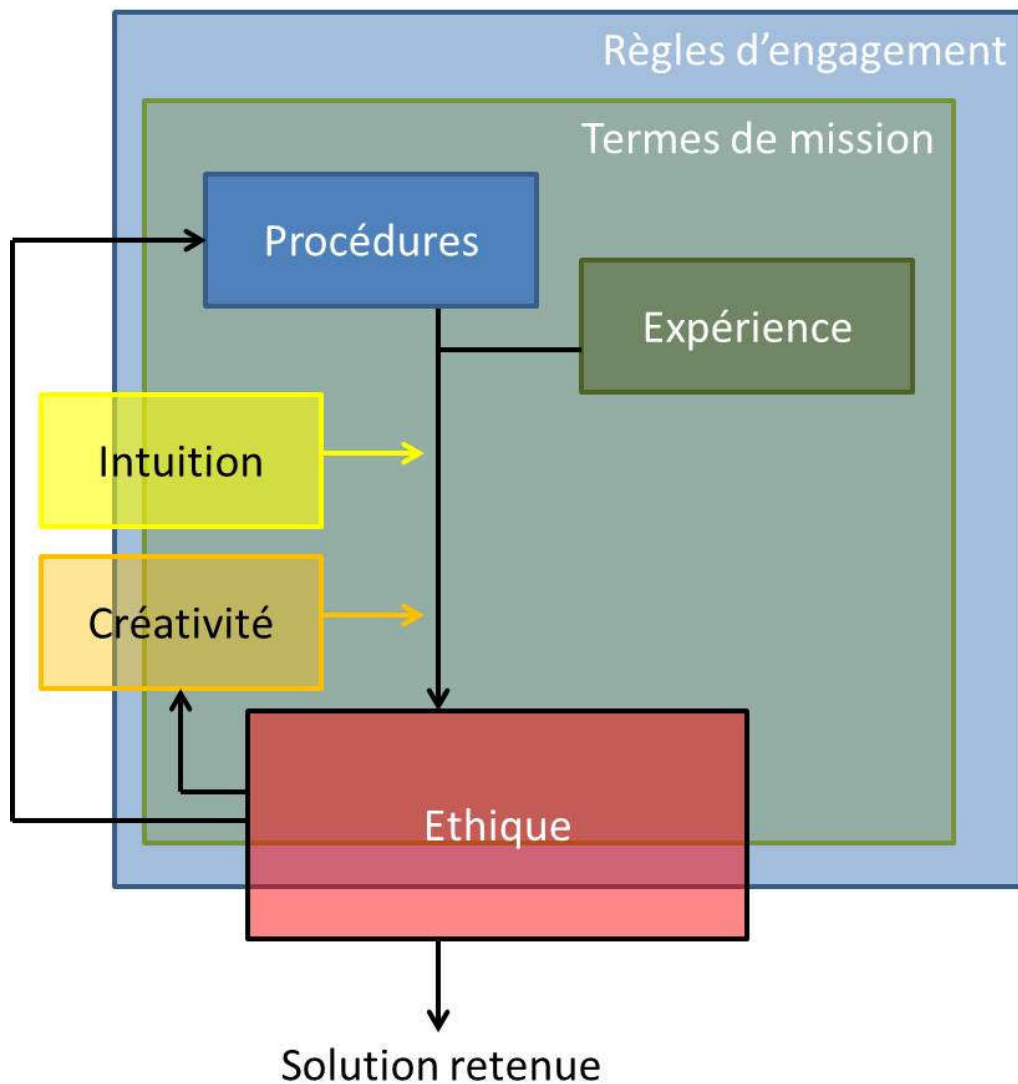 Règles d'engagement
Termes de mission
Procédures
Expérience
Intuition
Créativité
Ethique
Solution retenue